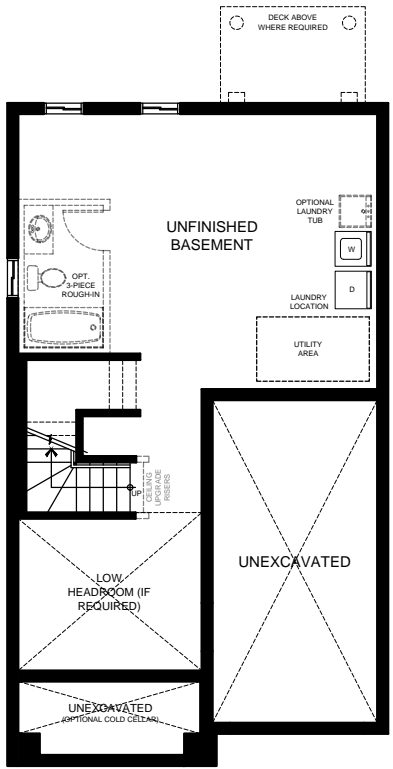 DECK ABOVE
WHERE REQUIRED
OPTIONAL
LAUNDRY
TUB
UNFINISHED
BASEMENT
W
OPT.
3-PIECE
ROUGH-IN
D
LAUNDRY
LOCATION
UTILITY
AREA
UP
CEILING
UPGRADE
RISERS
UNEXCAVATED
LOW
HEADROOM (IF
REQUIRED)
UNEXCAVATED
(OPTIONAL COLD CELLAR)